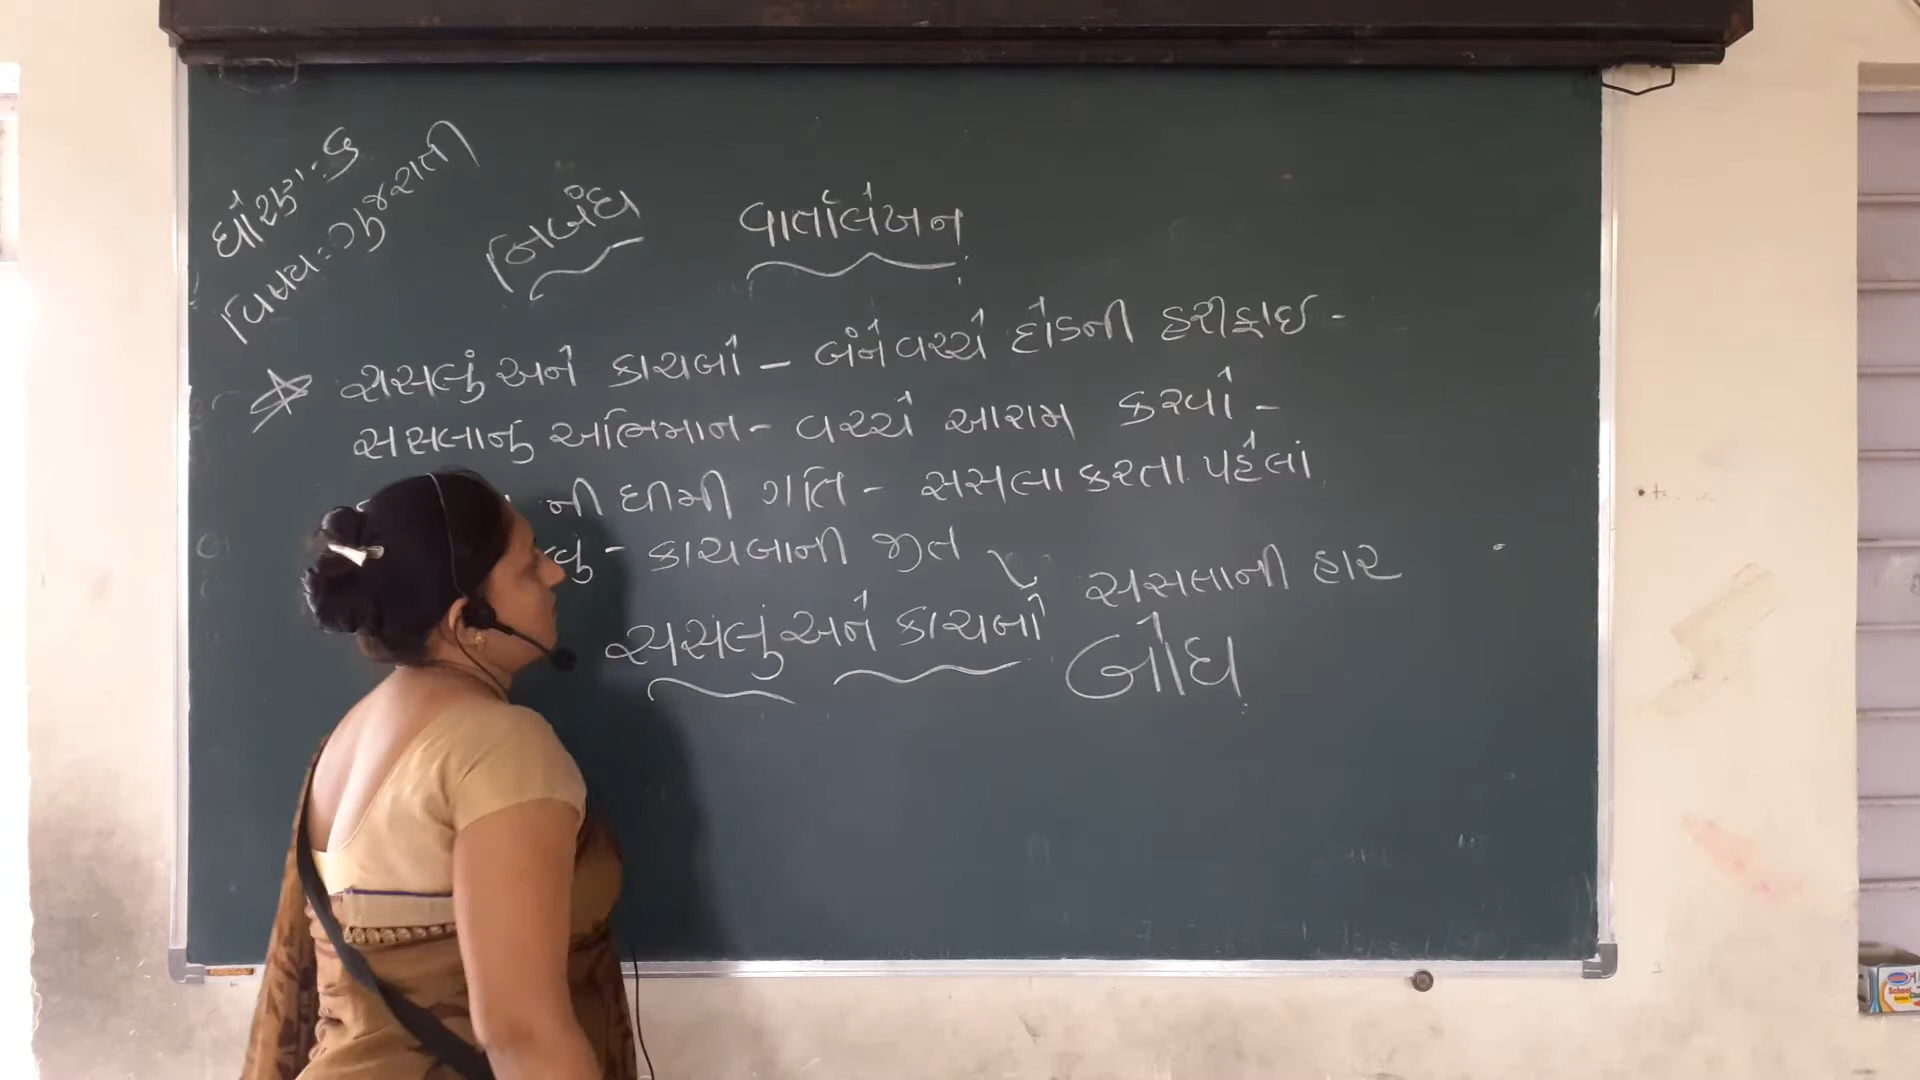 ધોરણ : ૬
વિષય : ગુજરાતી
નિબંધ
વાર્તાલેખન
સસલું અને કાચબો - બંને વચ્ચે દોડની હરીફાઈ -
સસલાનું અભિમાન - વચ્ચે આરામ કરવો -
ની ધીમી ગતિ - સસલા કરતા પહેલાં
- કાચબાની જીત
સસલાની હાર
સસલું અને કાચબો
બોધ
School